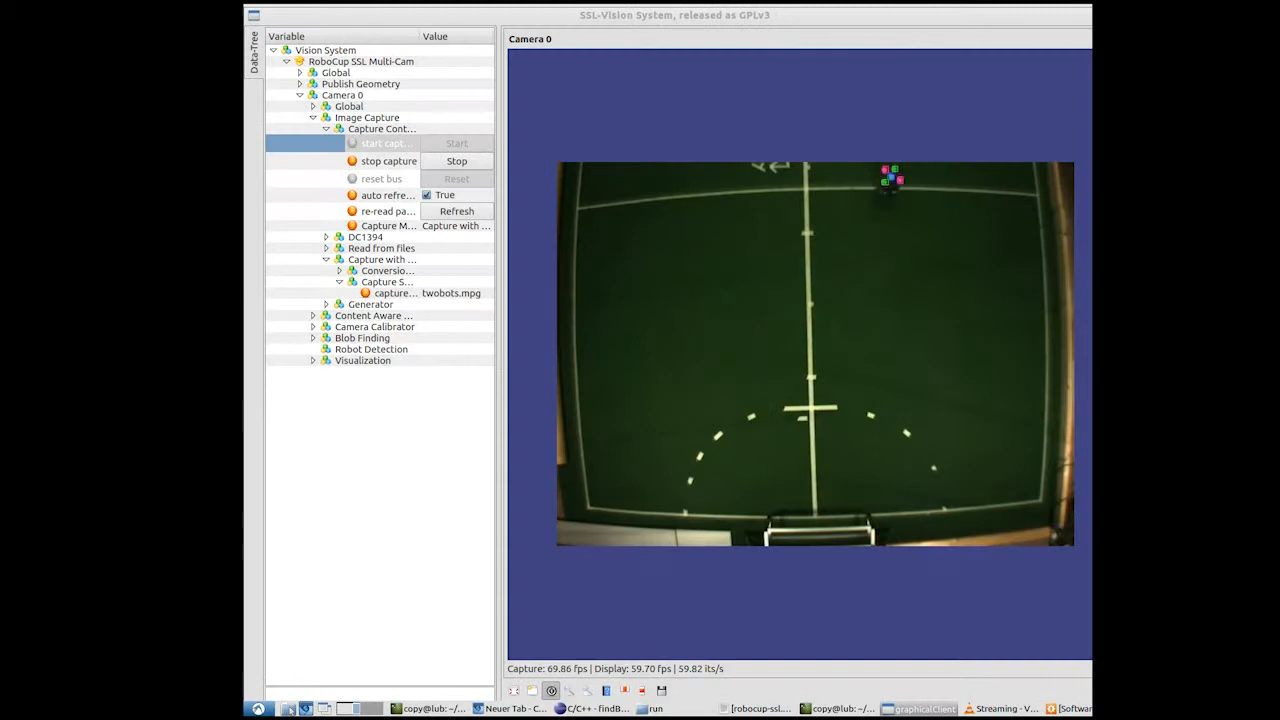 SSL-Vision System, released as GPLv3
Data-Tree
Variable Value
Camera 0
Vision System
RoboCup SSL Multi-Cam
Global
Publish Geometry
Camera 0
Global
Image Capture
Capture Cont...
start capt... Start
stop capture Stop
reset bus Reset
auto refre... True
re-read pa... Refresh
Capture M... Capture with ...
DC1394
Read from files
Capture with ...
Conversio...
Capture S...
capture... twobots.mpg
Generator
Content Aware ...
Camera Calibrator
Blob Finding
Robot Detection
Visualization
Capture: 69.86 fps | Display: 59.70 fps | 59.82 its/s
copy@lub: ~/... Neuer Tab - C... C/C++ - findB... run [robocup-ssl... copy@lub: ~/... graphicalClient Streaming - V... [Softwar